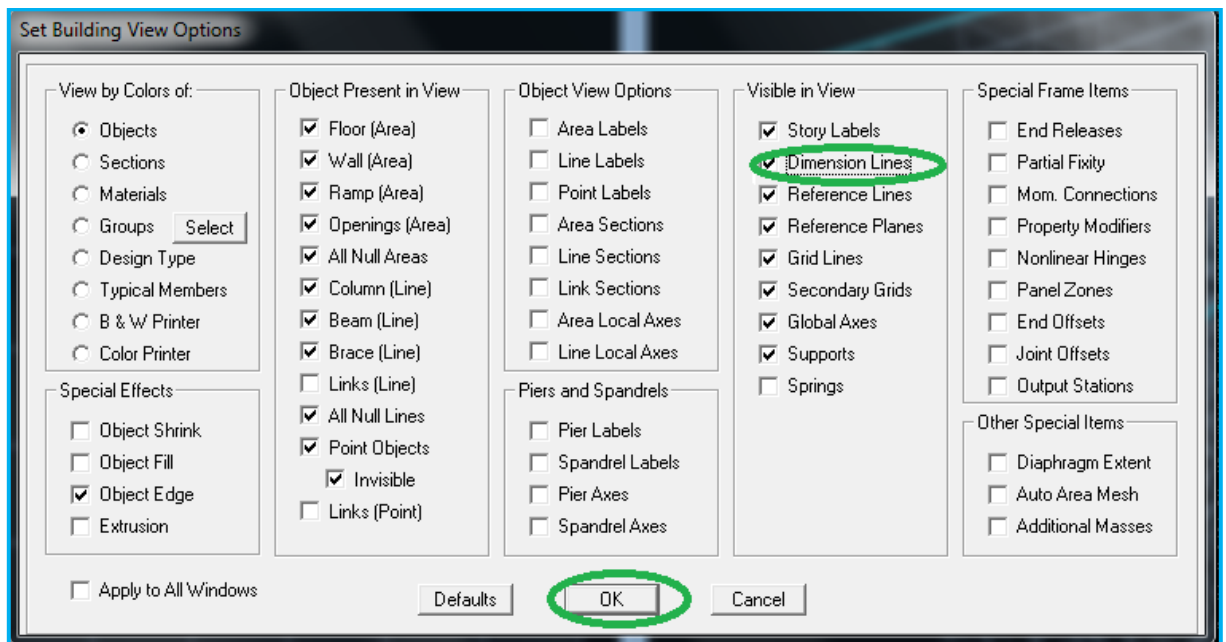 Set Building View Options
View by Colors of:
Objects
Sections
Materials
Groups
Select
Design Type
Typical Members
B & W Printer
Color Printer
Special Effects
Object Shrink
Object Fill
Object Edge
Extrusion
Object Present in View
Floor (Area)
Wall (Area)
Ramp (Area)
Openings (Area)
All Null Areas
Column (Line)
Beam (Line)
Brace (Line)
Links (Line)
All Null Lines
Point Objects
Invisible
Links (Point)
Object View Options
Area Labels
Line Labels
Point Labels
Area Sections
Line Sections
Link Sections
Area Local Axes
Line Local Axes
Piers and Spandrels
Pier Labels
Spandrel Labels
Pier Axes
Spandrel Axes
Visible in View
Story Labels
Dimension Lines
Reference Lines
Reference Planes
Grid Lines
Secondary Grids
Global Axes
Supports
Springs
Special Frame Items
End Releases
Partial Fixity
Mom. Connections
Property Modifiers
Nonlinear Hinges
Panel Zones
End Offsets
Joint Offsets
Output Stations
Other Special Items
Diaphragm Extent
Auto Area Mesh
Additional Masses
Apply to All Windows
Defaults
OK
Cancel